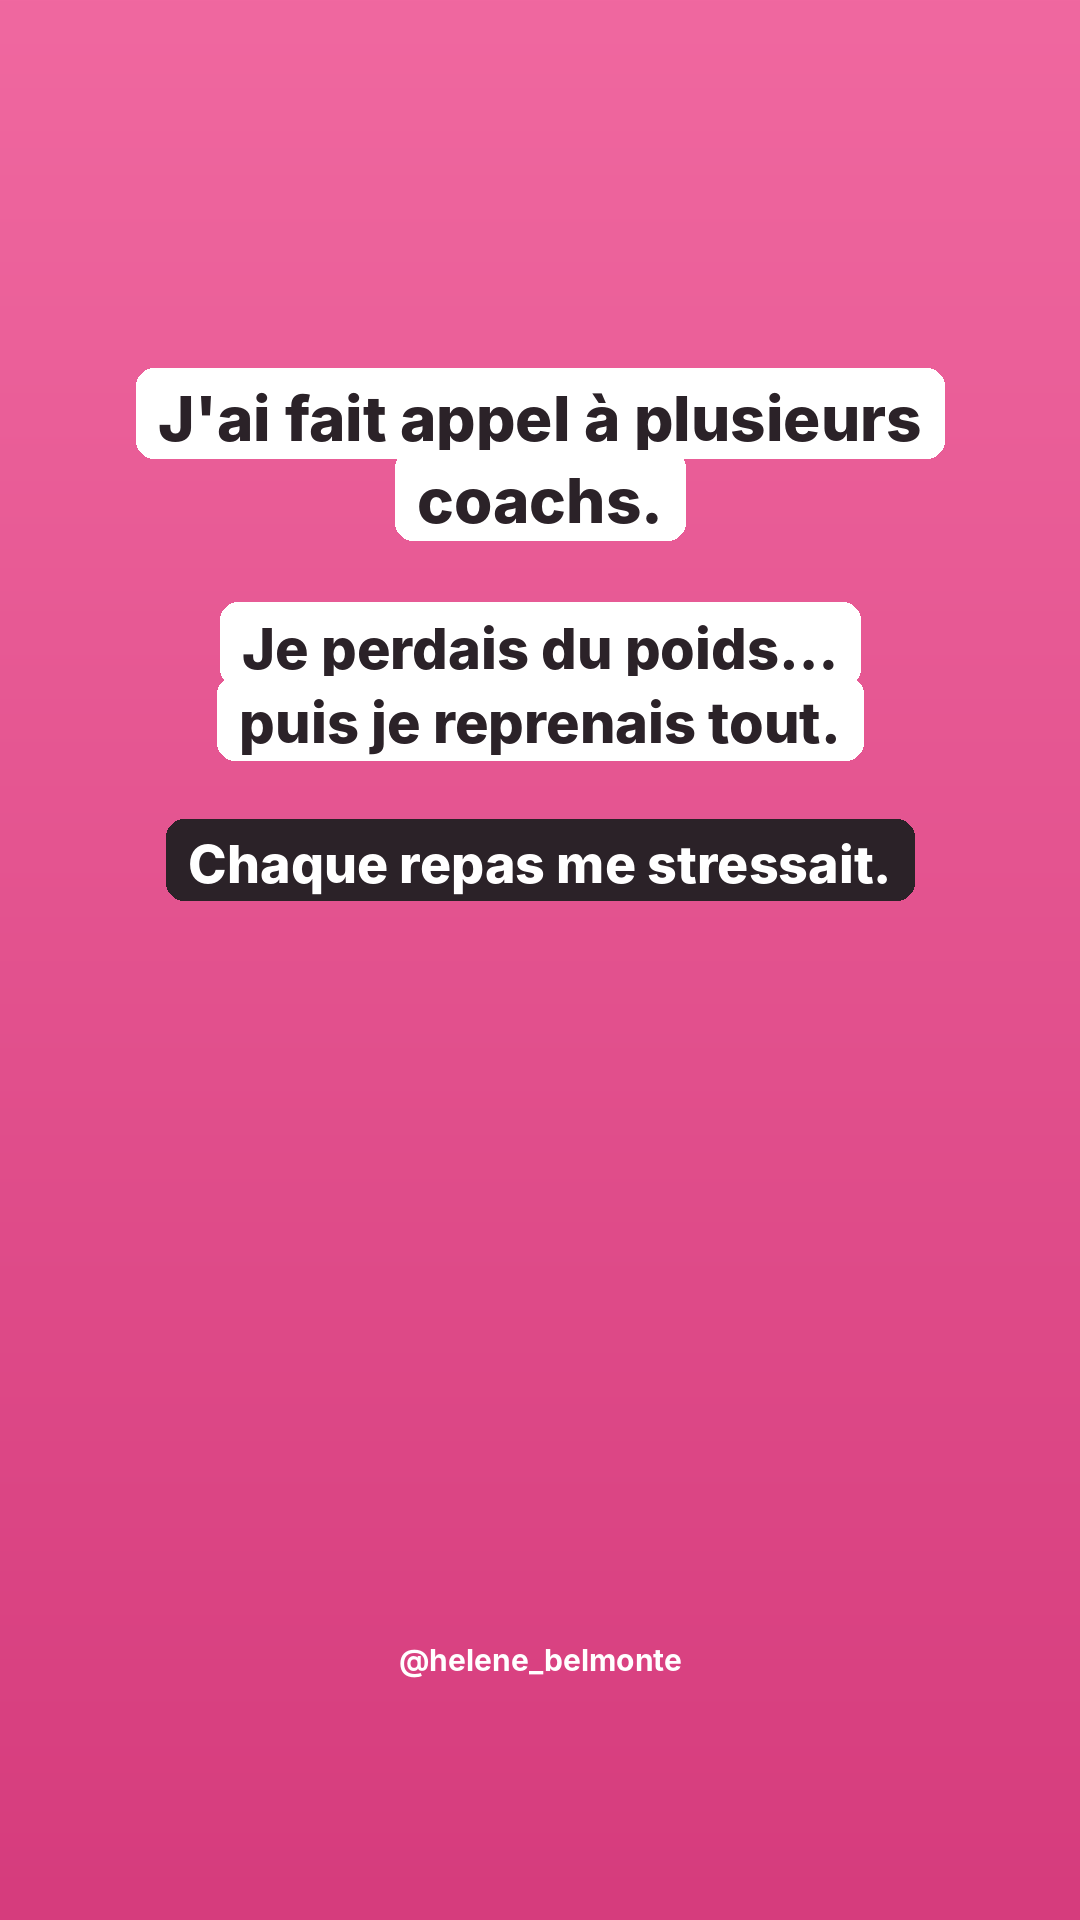 J'ai fait appel à plusieurs
coachs.
Je perdais du poids...
puis je reprenais tout.
Chaque repas me stressait.
@helene_belmonte